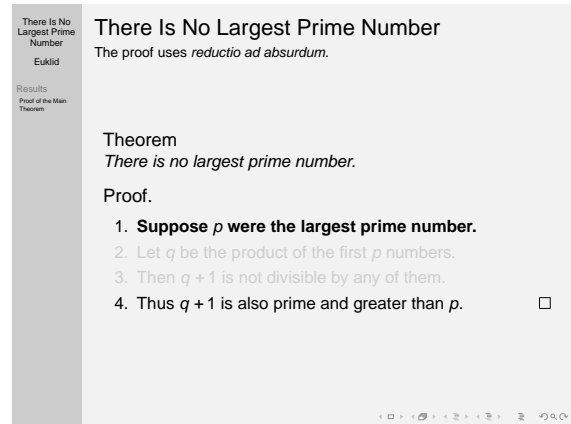 There Is No
Largest Prime
Number
Euklid
Results
Proof of the Main
Theorem
There Is No Largest Prime Number
The proof uses reductio ad absurdum.
Theorem
There is no largest prime number.
Proof.
1. Suppose p were the largest prime number.
2. Let q be the product of the first p numbers.
3. Then q + 1 is not divisible by any of them.
4. Thus q + 1 is also prime and greater than p.